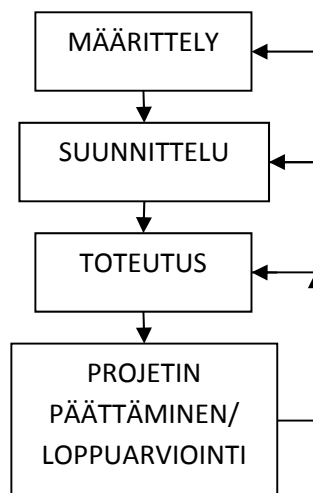 MÄÄRITTELY
SUUNNITTELU
TOTEUTUS
PROJETIN
PÄÄTTÄMINEN/
LOPPUARVIOINTI